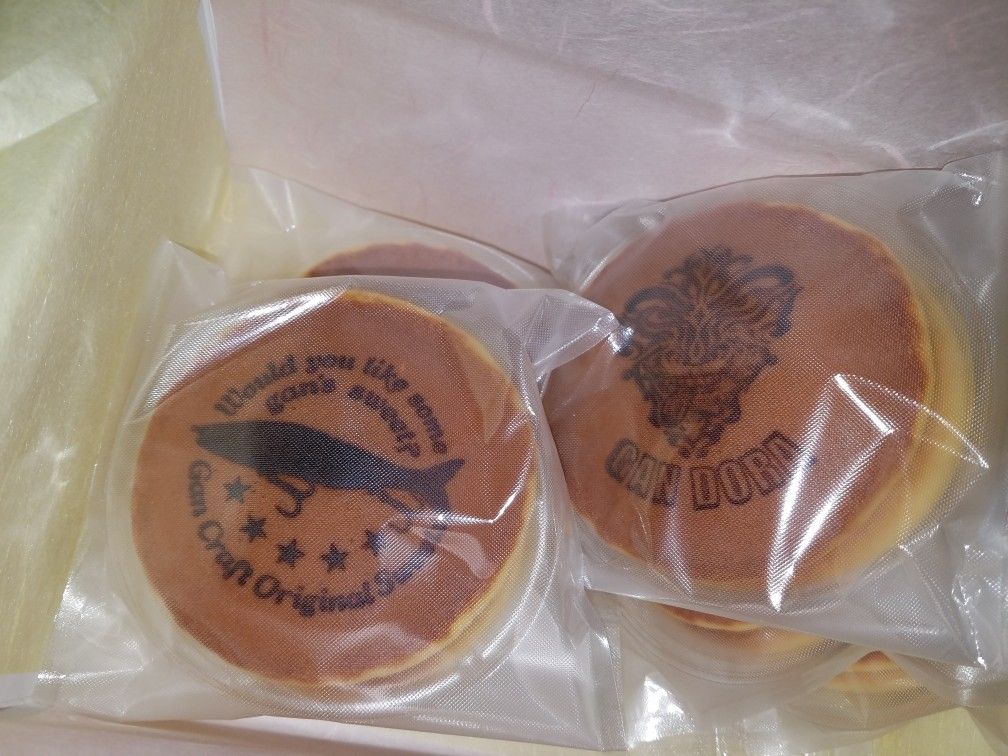 Would you like some
gan's sweet?
Gan Craft Original
GAN DORA